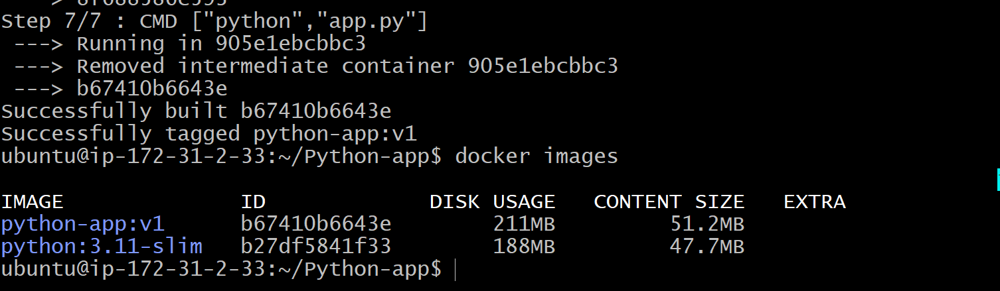 Step 7/7 : CMD ["python","app.py"]
 ---> Running in 905e1ebcbbc3
 ---> Removed intermediate container 905e1ebcbbc3
 ---> b67410b6643e
Successfully built b67410b6643e
Successfully tagged python-app:v1
ubuntu@ip-172-31-2-33:~/Python-app$ docker images
IMAGE ID DISK USAGE CONTENT SIZE EXTRA
python-app:v1 b67410b6643e 211MB 51.2MB
python:3.11-slim b27df5841f33 188MB 47.7MB
ubuntu@ip-172-31-2-33:~/Python-app$